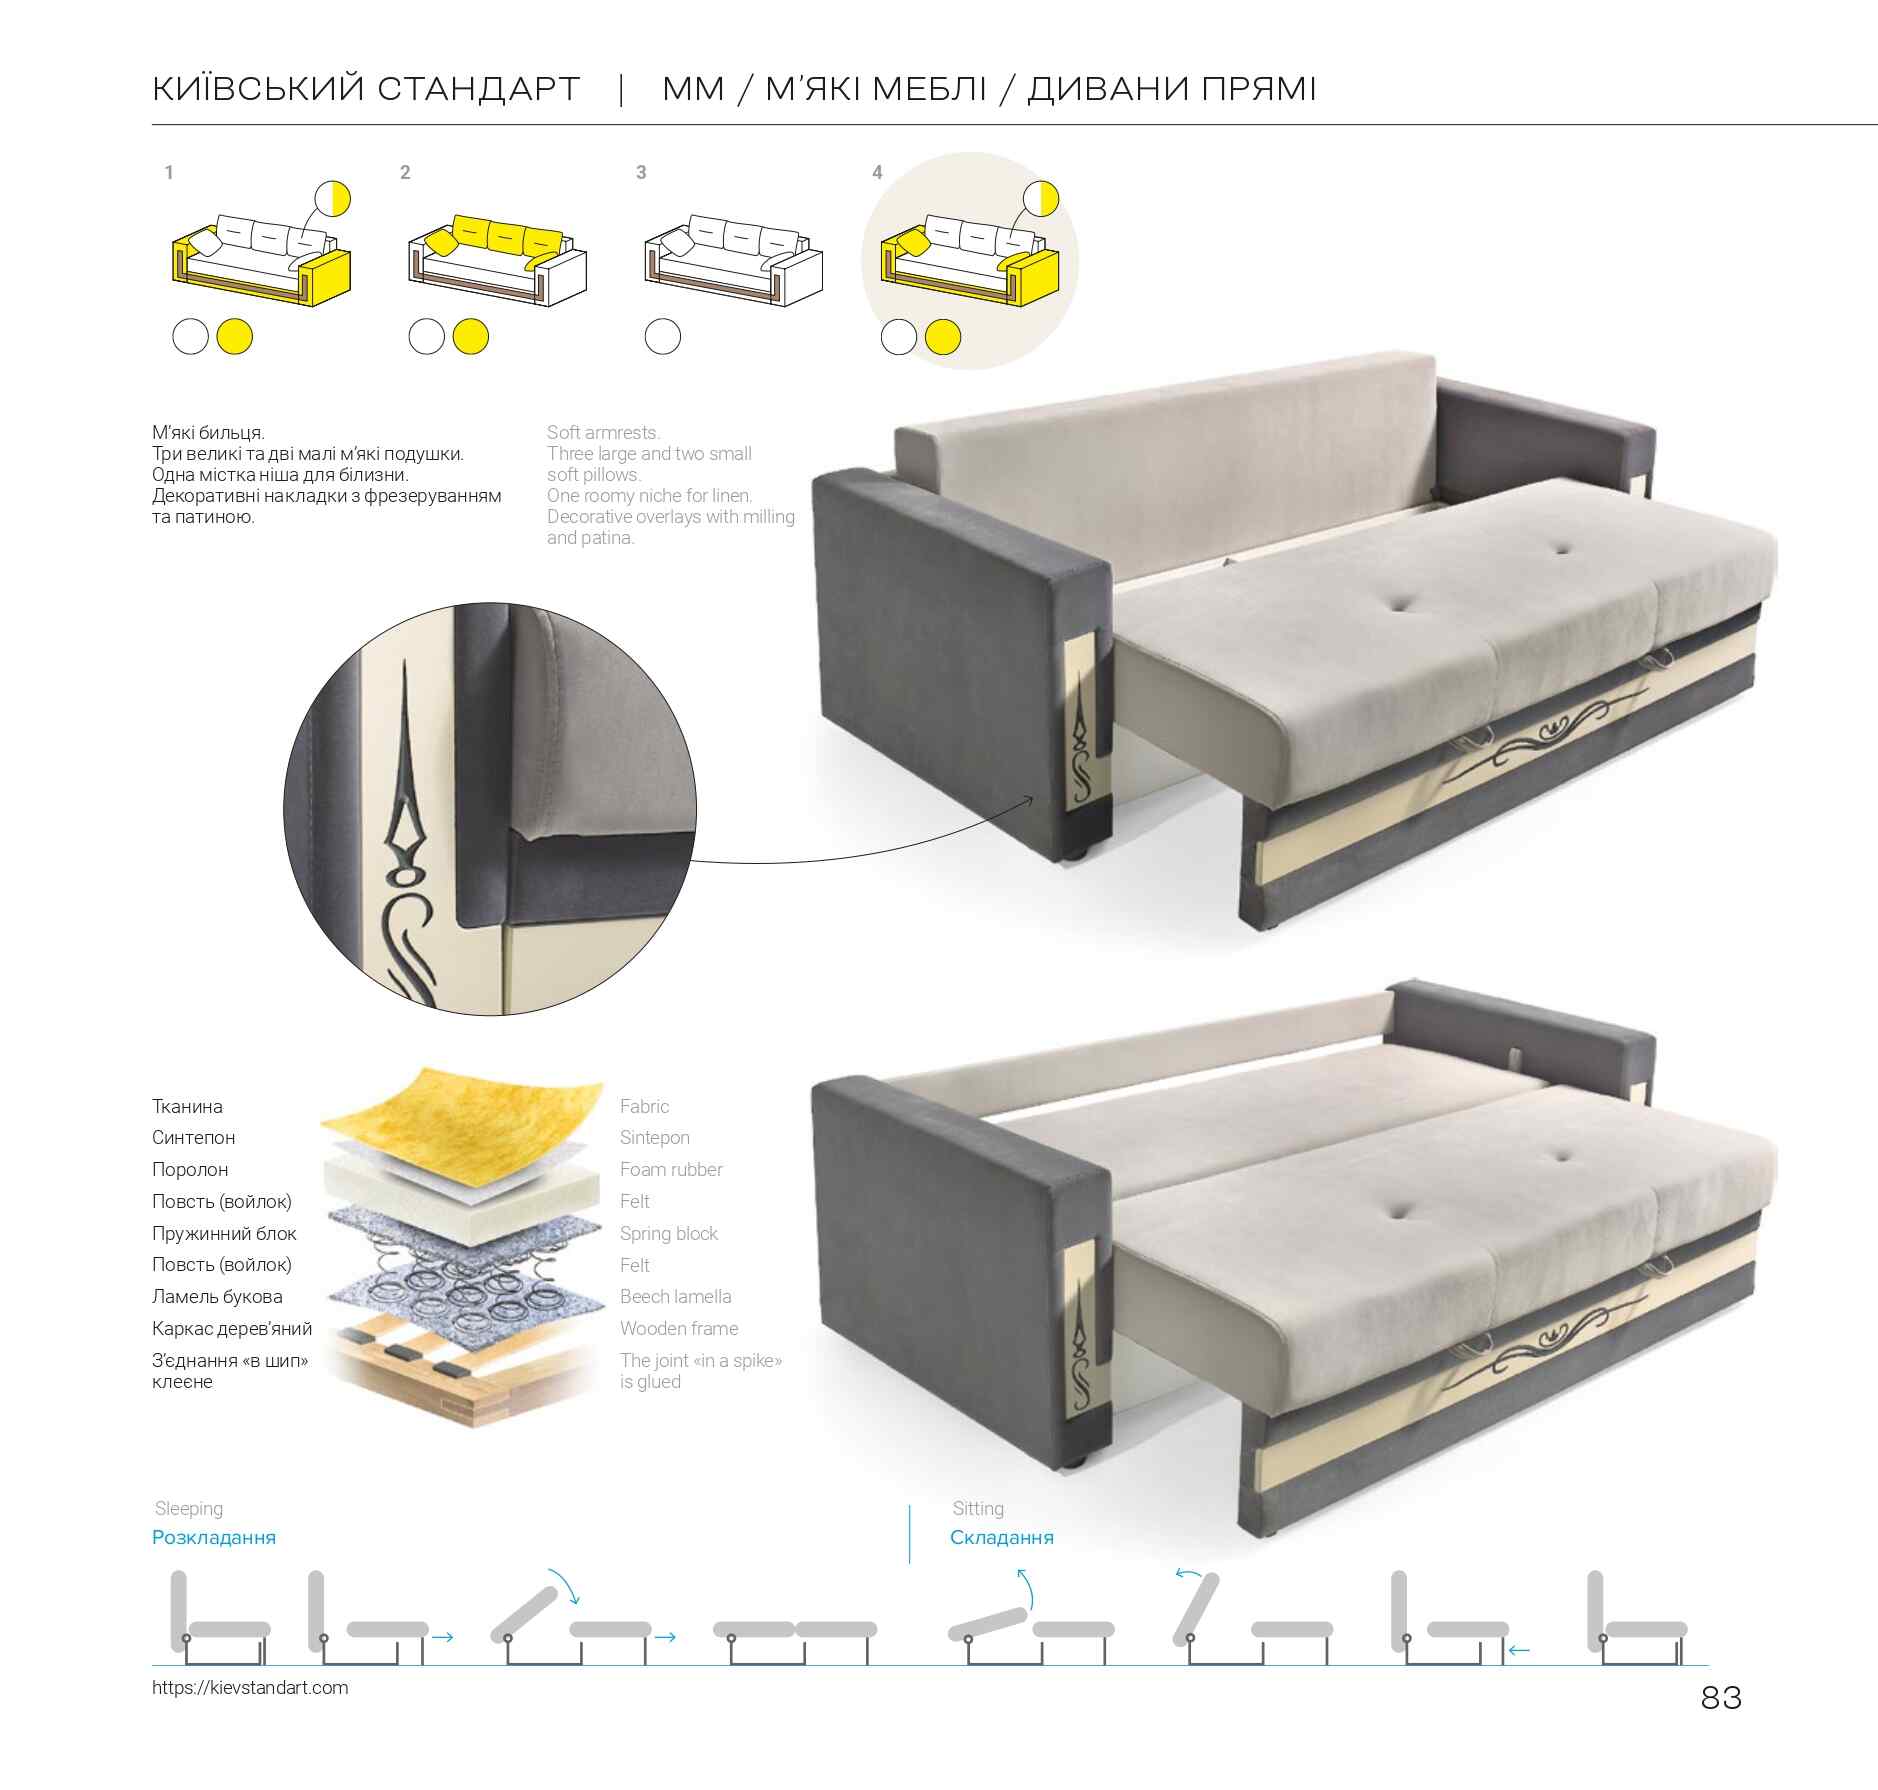 КИЇВСЬКИЙ СТАНДАРТ | ММ / М’ЯКІ МЕБЛІ / ДИВАНИ ПРЯМІ
1
2
3
4
М’які бильця.
Три великі та дві малі м’які подушки.
Одна містка ніша для білизни.
Декоративні накладки з фрезеруванням
та патиною.
Soft armrests.
Three large and two small
soft pillows.
One roomy niche for linen.
Decorative overlays with milling
and patina.
Тканина
Синтепон
Поролон
Повсть (войлок)
Пружинний блок
Повсть (войлок)
Ламель букова
Каркас дерев’яний
З’єднання «в шип»
клеєне
Fabric
Sintepon
Foam rubber
Felt
Spring block
Felt
Beech lamella
Wooden frame
The joint «in a spike»
is glued
Sleeping
Розкладання
Sitting
Складання
https://kievstandart.com
83